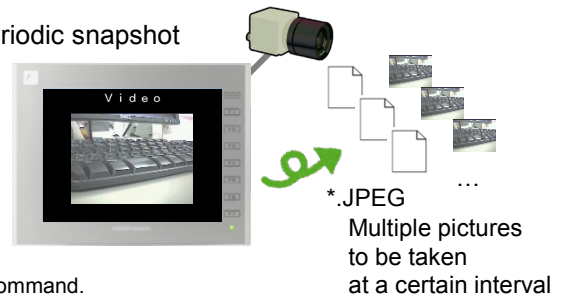 riodic snapshot
Video
…
*.JPEG
Multiple pictures
to be taken
at a certain interval
ommand.